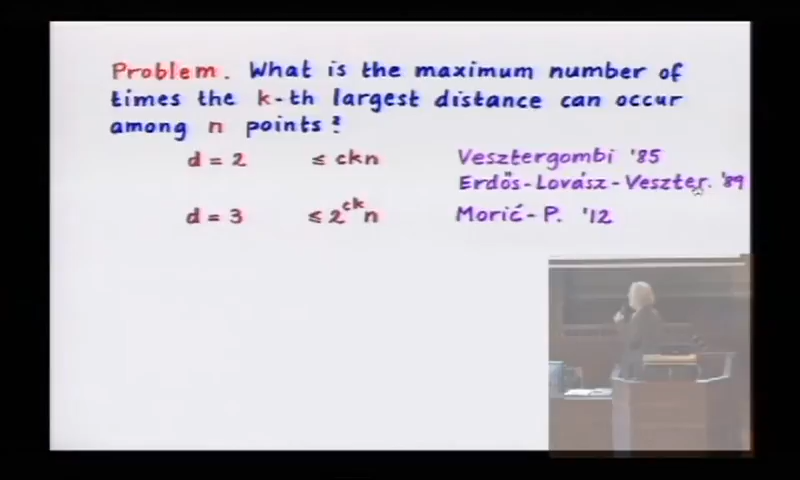 Problem. What is the maximum number of
times the k-th largest distance can occur
among n points?
d = 2 ≤ ckn Vesztergombi '85
Erdős-Lovász-Veszter. '89
d = 3 ≤ 2^ck n Morić-P. '12